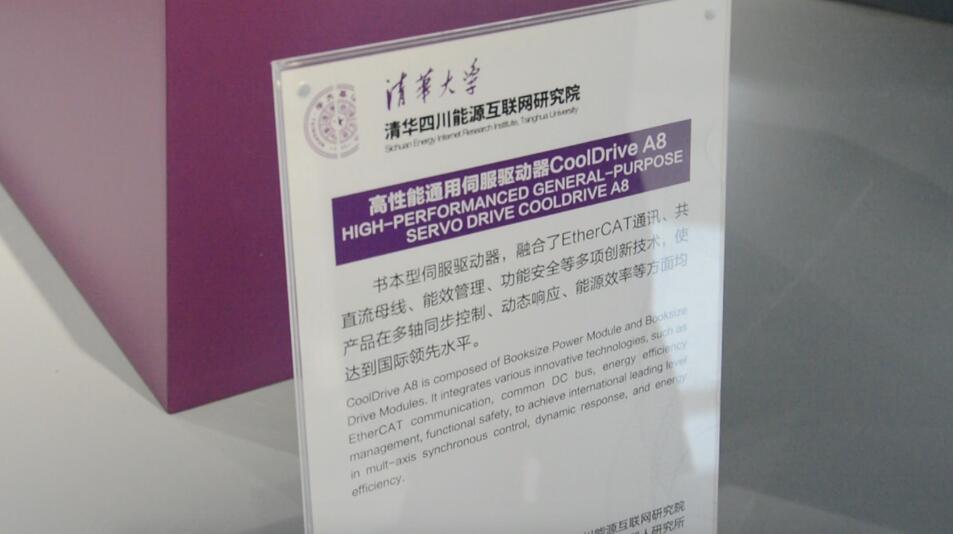 清华大学
清华四川能源互联网研究院
Sichuan Energy Internet Research Institute, Tsinghua University
高性能通用伺服驱动器CoolDrive A8
HIGH-PERFORMANCED GENERAL-PURPOSE
SERVO DRIVE COOLDRIVE A8
书本型伺服驱动器，融合了EtherCAT通讯、共
直流母线、能效管理、功能安全等多项创新技术，使
产品在多轴同步控制、动态响应、能源效率等方面均
达到国际领先水平。
CoolDrive A8 is composed of Booksize Power Module and Booksize
Drive Modules. It integrates various innovative technologies, such as
EtherCAT communication, common DC bus, energy efficiency
management, functional safety, to achieve international leading level
in mult-axis synchronous control, dynamic response, and energy
efficiency.
川能源互联网研究院
人研究所